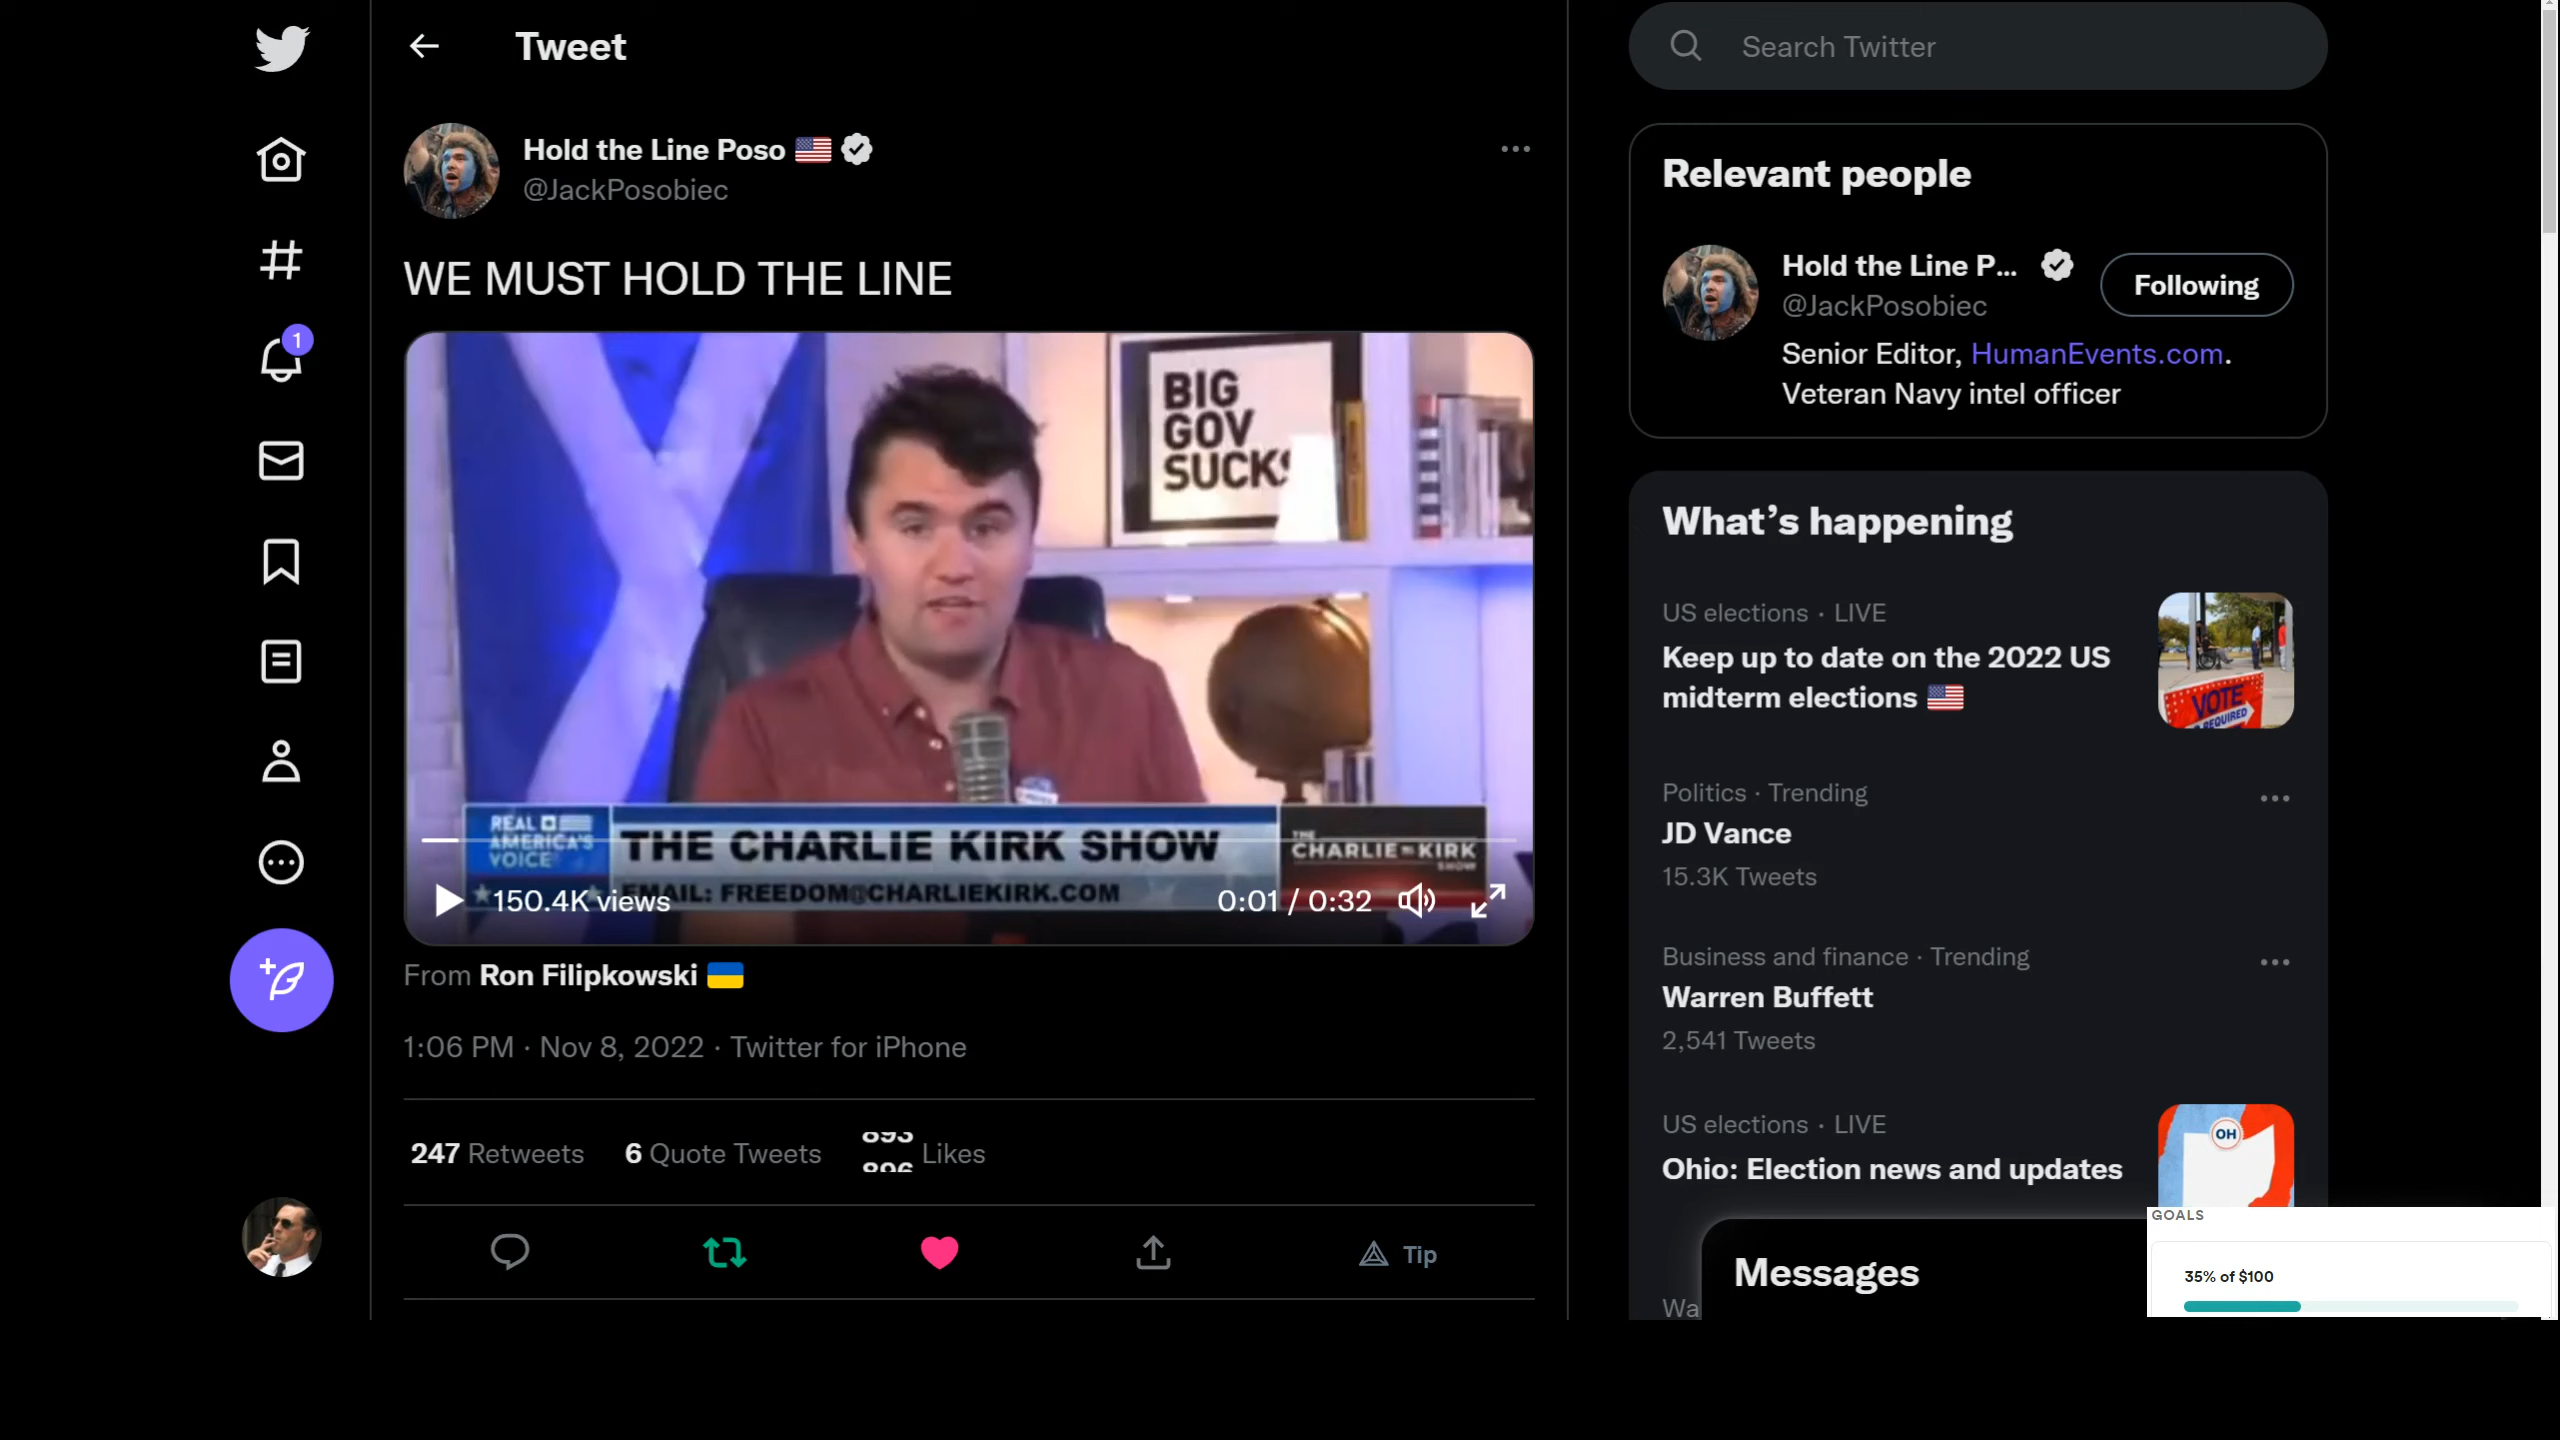 Tweet
Hold the Line Poso
@JackPosobiec
WE MUST HOLD THE LINE
BIG
GOV
SUCKS
REAL
AMERICA'S
VOICE
THE CHARLIE KIRK SHOW
EMAIL: FREEDOM@CHARLIEKIRK.COM
THE
CHARLIE KIRK
SHOW
150.4K views
0:01 / 0:32
From Ron Filipkowski
1:06 PM · Nov 8, 2022 · Twitter for iPhone
247 Retweets 6 Quote Tweets Likes
Tip
1
Search Twitter
Relevant people
Hold the Line P...
@JackPosobiec
Following
Senior Editor, HumanEvents.com.
Veteran Navy intel officer
What's happening
US elections · LIVE
Keep up to date on the 2022 US
midterm elections
VOTE
REQUIRED
Politics · Trending
JD Vance
15.3K Tweets
Business and finance · Trending
Warren Buffett
2,541 Tweets
US elections · LIVE
Ohio: Election news and updates
OH
Wa
Messages
GOALS
35% of $100